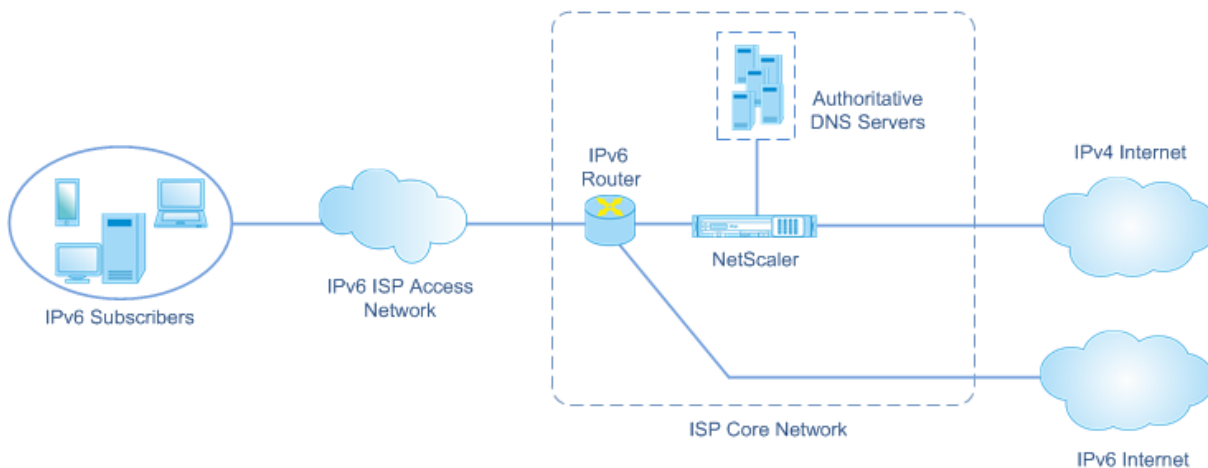 Authoritative
DNS Servers
IPv6
Router
IPv4 Internet
NetScaler
IPv6 ISP Access
Network
IPv6 Subscribers
ISP Core Network
IPv6 Internet